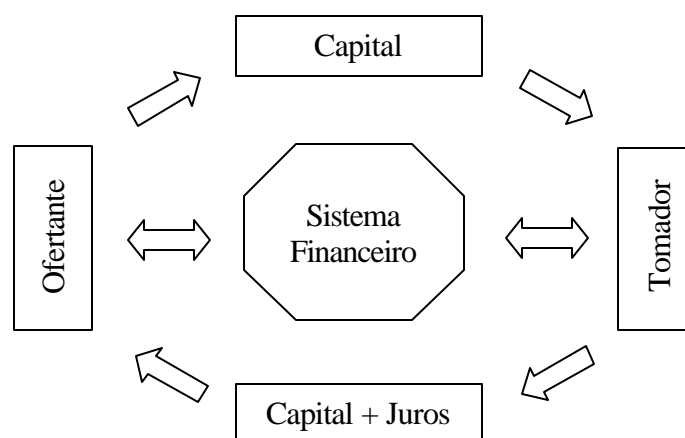 Capital
Ofertante
Sistema
Financeiro
Tomador
Capital + Juros